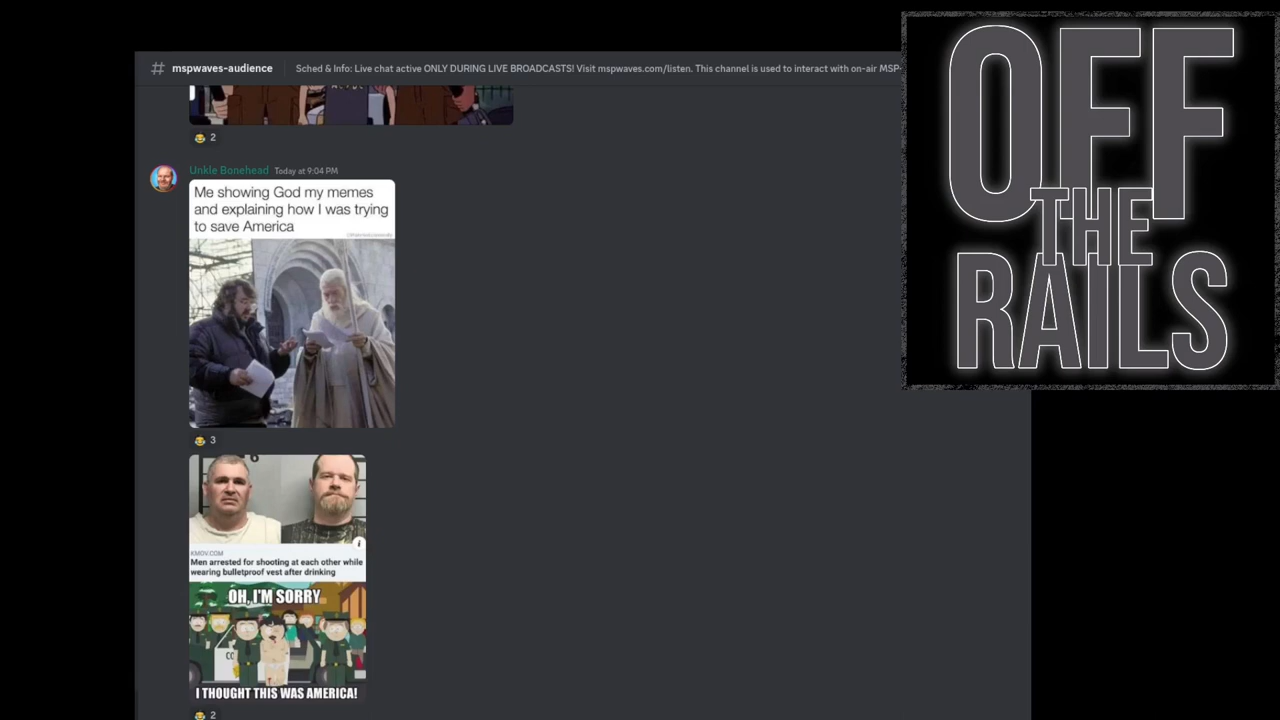 # mspwaves-audience
Sched & Info: Live chat active ONLY DURING LIVE BROADCASTS! Visit mspwaves.com/listen. This channel is used to interact with on-air MSP-
OFF
THE
RAILS
2
Unkle Bonehead Today at 9:04 PM
Me showing God my memes
and explaining how I was trying
to save America
3
KMOV.COM
Men arrested for shooting at each other while
wearing bulletproof vest after drinking
OH, I'M SORRY
I THOUGHT THIS WAS AMERICA!
2